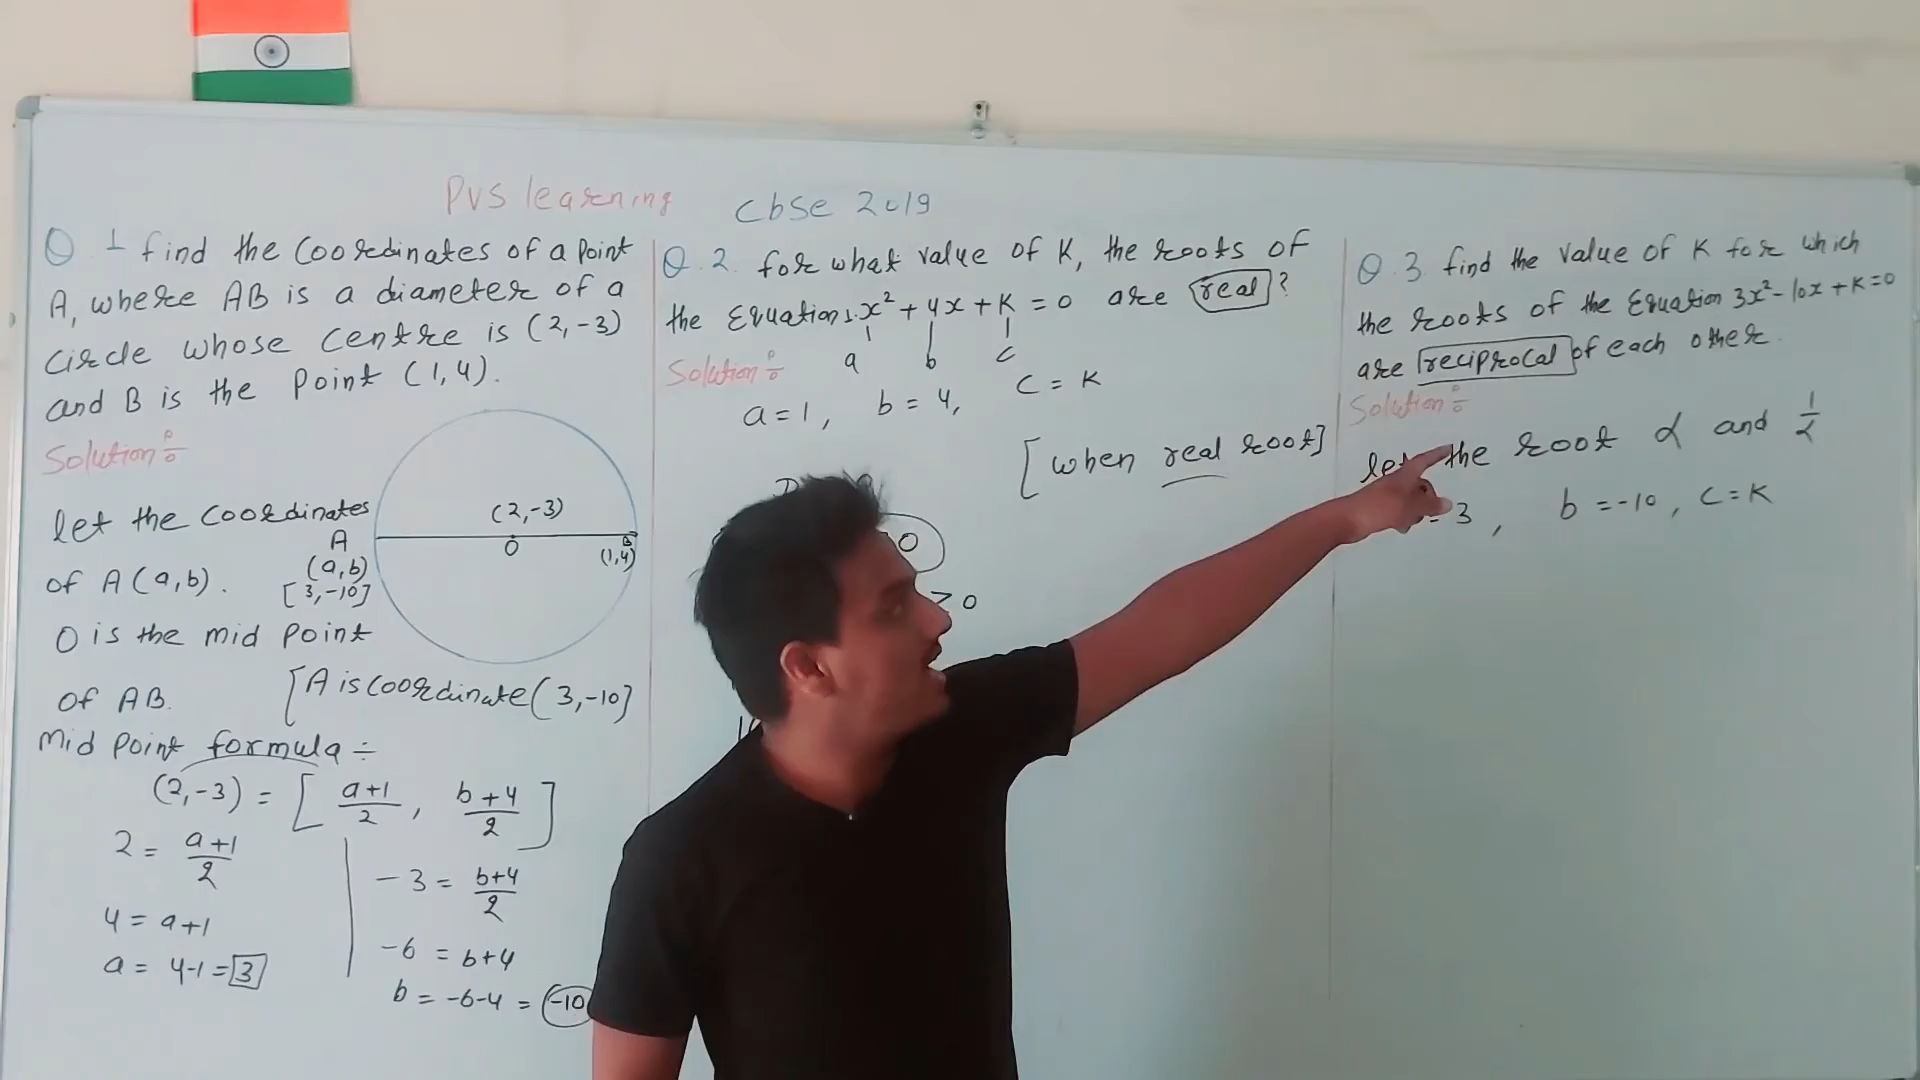 PVS learning CbSe 2019
Q.1 find the Coordinates of a Point
A, where AB is a diameter of a
Circle whose Centre is (2,-3)
and B is the Point (1,4).
Solution÷
let the Coordinates
of A(a,b).
O is the mid Point
of AB.
A
(a,b)
[3,-10]
(2,-3)
O
B
(1,4)
[A is Coordinate (3,-10]
Mid Point formula ÷
(2,-3) = [a+1/2, b+4/2]
2 = a+1/2
4 = a+1
a = 4-1 = 3
-3 = b+4/2
-6 = b+4
b = -6-4 = -10
Q.2. for what value of K, the roots of
the Equation 1.x²+4x+K=0 are real?
a b c
Solution÷
a=1, b=4, C=K
[when real root]
0
> 0
Q.3 find the value of K for which
the roots of the Equation 3x²-10x+K=0
are reciprocal of each other.
Solution÷
let the root α and 1/α
=3, b=-10, C=K